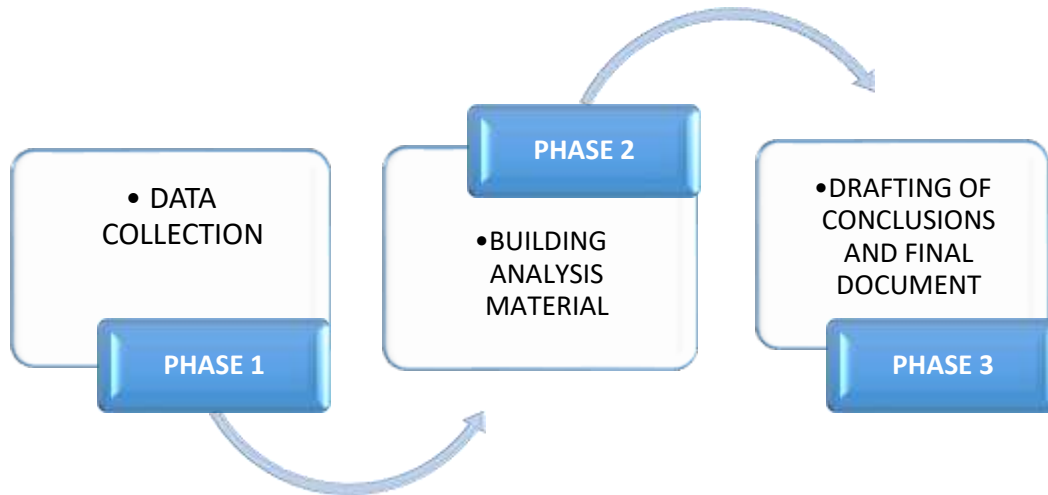 • DATA
COLLECTION
PHASE 1
PHASE 2
•BUILDING
ANALYSIS
MATERIAL
•DRAFTING OF
CONCLUSIONS
AND FINAL
DOCUMENT
PHASE 3